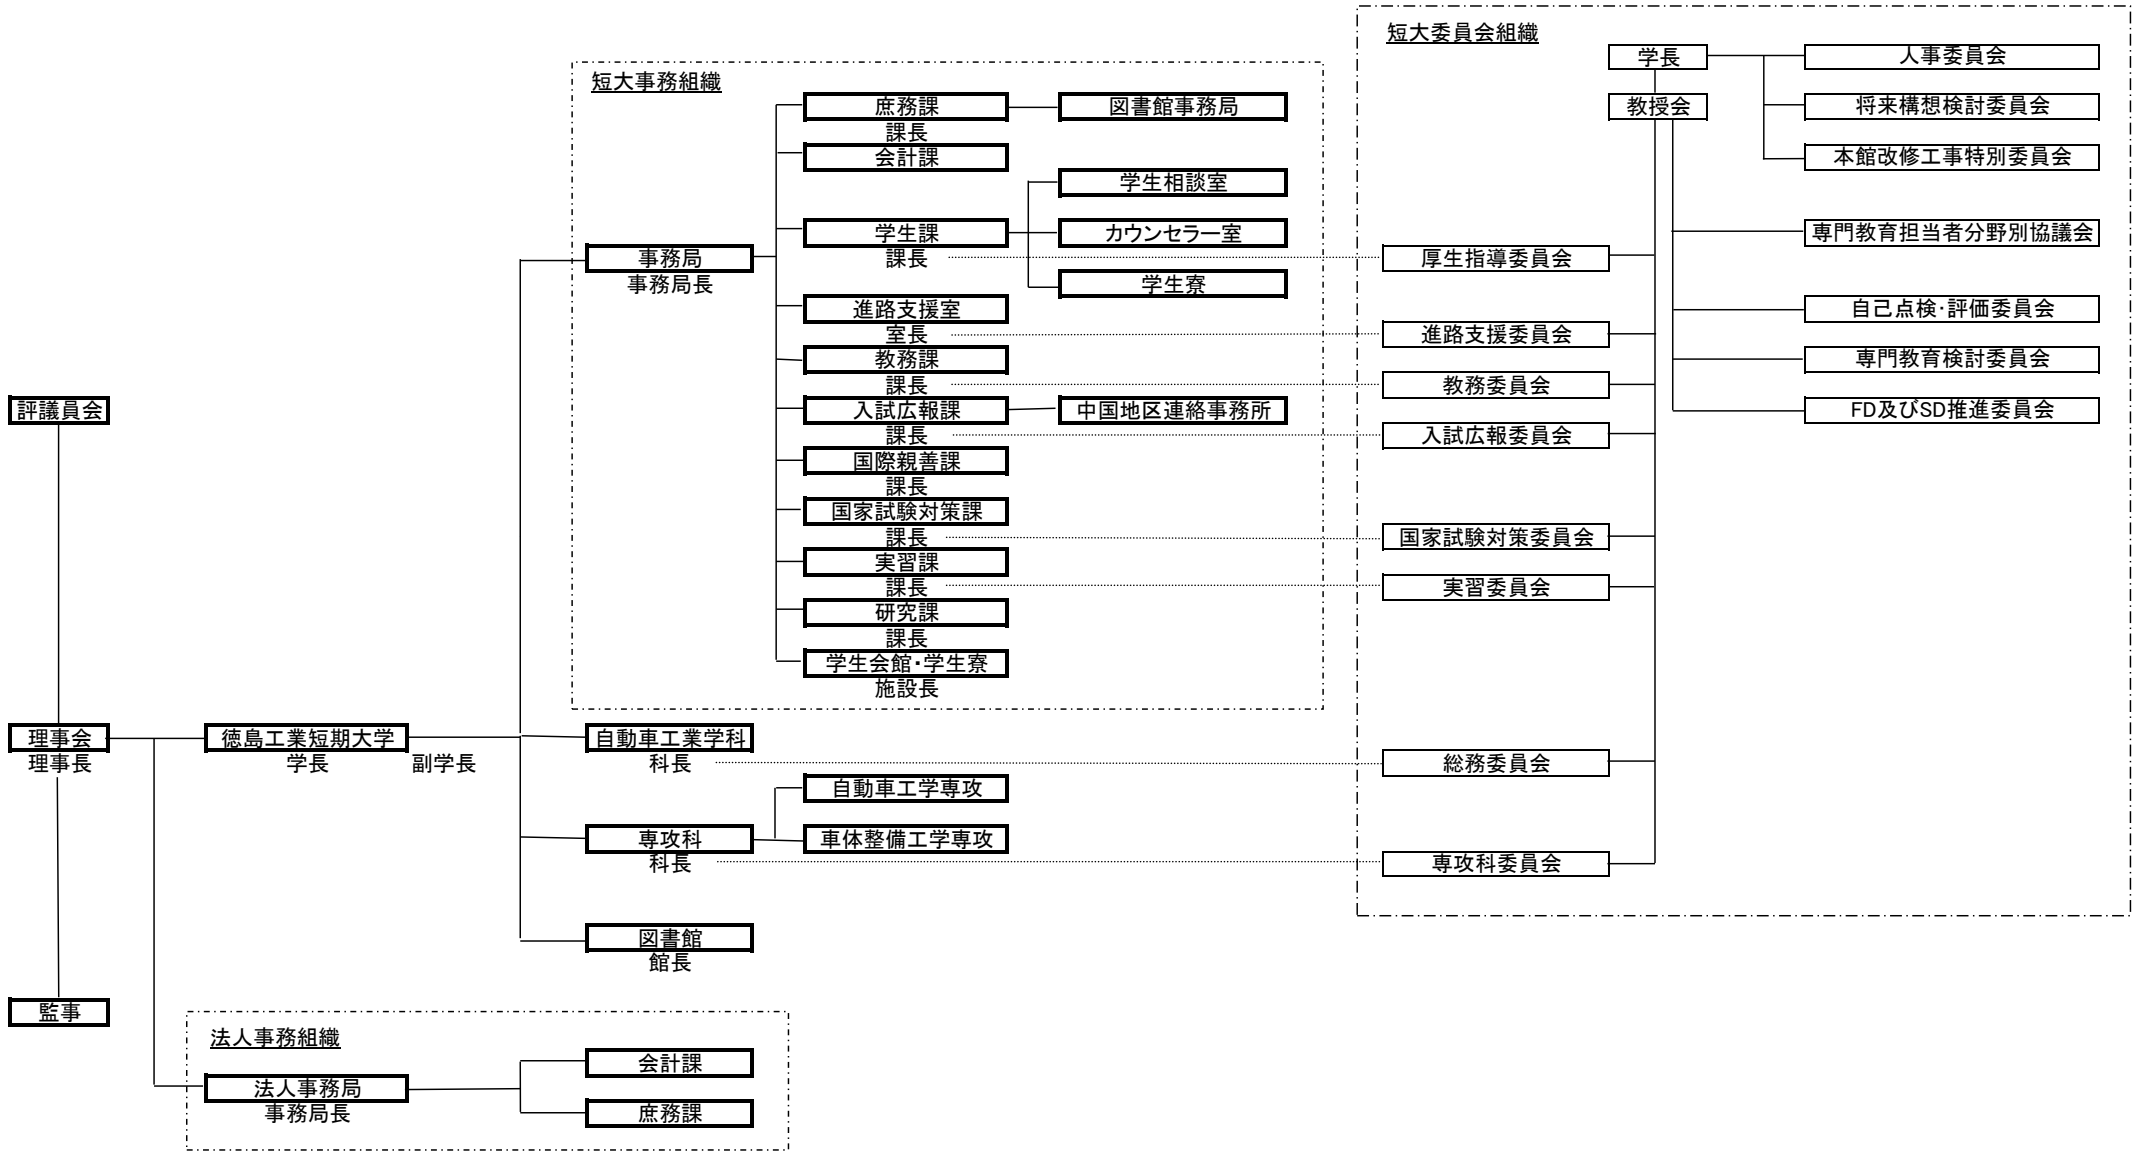 短大委員会組織
学長
人事委員会
教授会
将来構想検討委員会
本館改修工事特別委員会
専門教育担当者分野別協議会
厚生指導委員会
自己点検・評価委員会
進路支援委員会
専門教育検討委員会
教務委員会
FD及びSD推進委員会
入試広報委員会
国家試験対策委員会
実習委員会
総務委員会
専攻科委員会
短大事務組織
庶務課
図書館事務局
課長
会計課
学生相談室
学生課
カウンセラー室
課長
事務局
事務局長
学生寮
進路支援室
室長
教務課
課長
入試広報課
中国地区連絡事務所
課長
国際親善課
課長
国家試験対策課
課長
実習課
課長
研究課
課長
学生会館・学生寮
施設長
評議員会
理事会
理事長
徳島工業短期大学
学長
副学長
自動車工業学科
科長
自動車工学専攻
専攻科
科長
車体整備工学専攻
図書館
館長
監事
法人事務組織
法人事務局
事務局長
会計課
庶務課